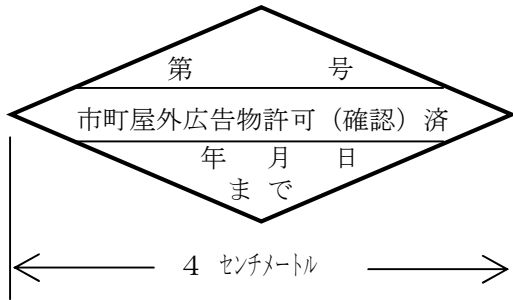 第 号
市町屋外広告物許可（確認）済
年 月 日
まで
4 センチメートル